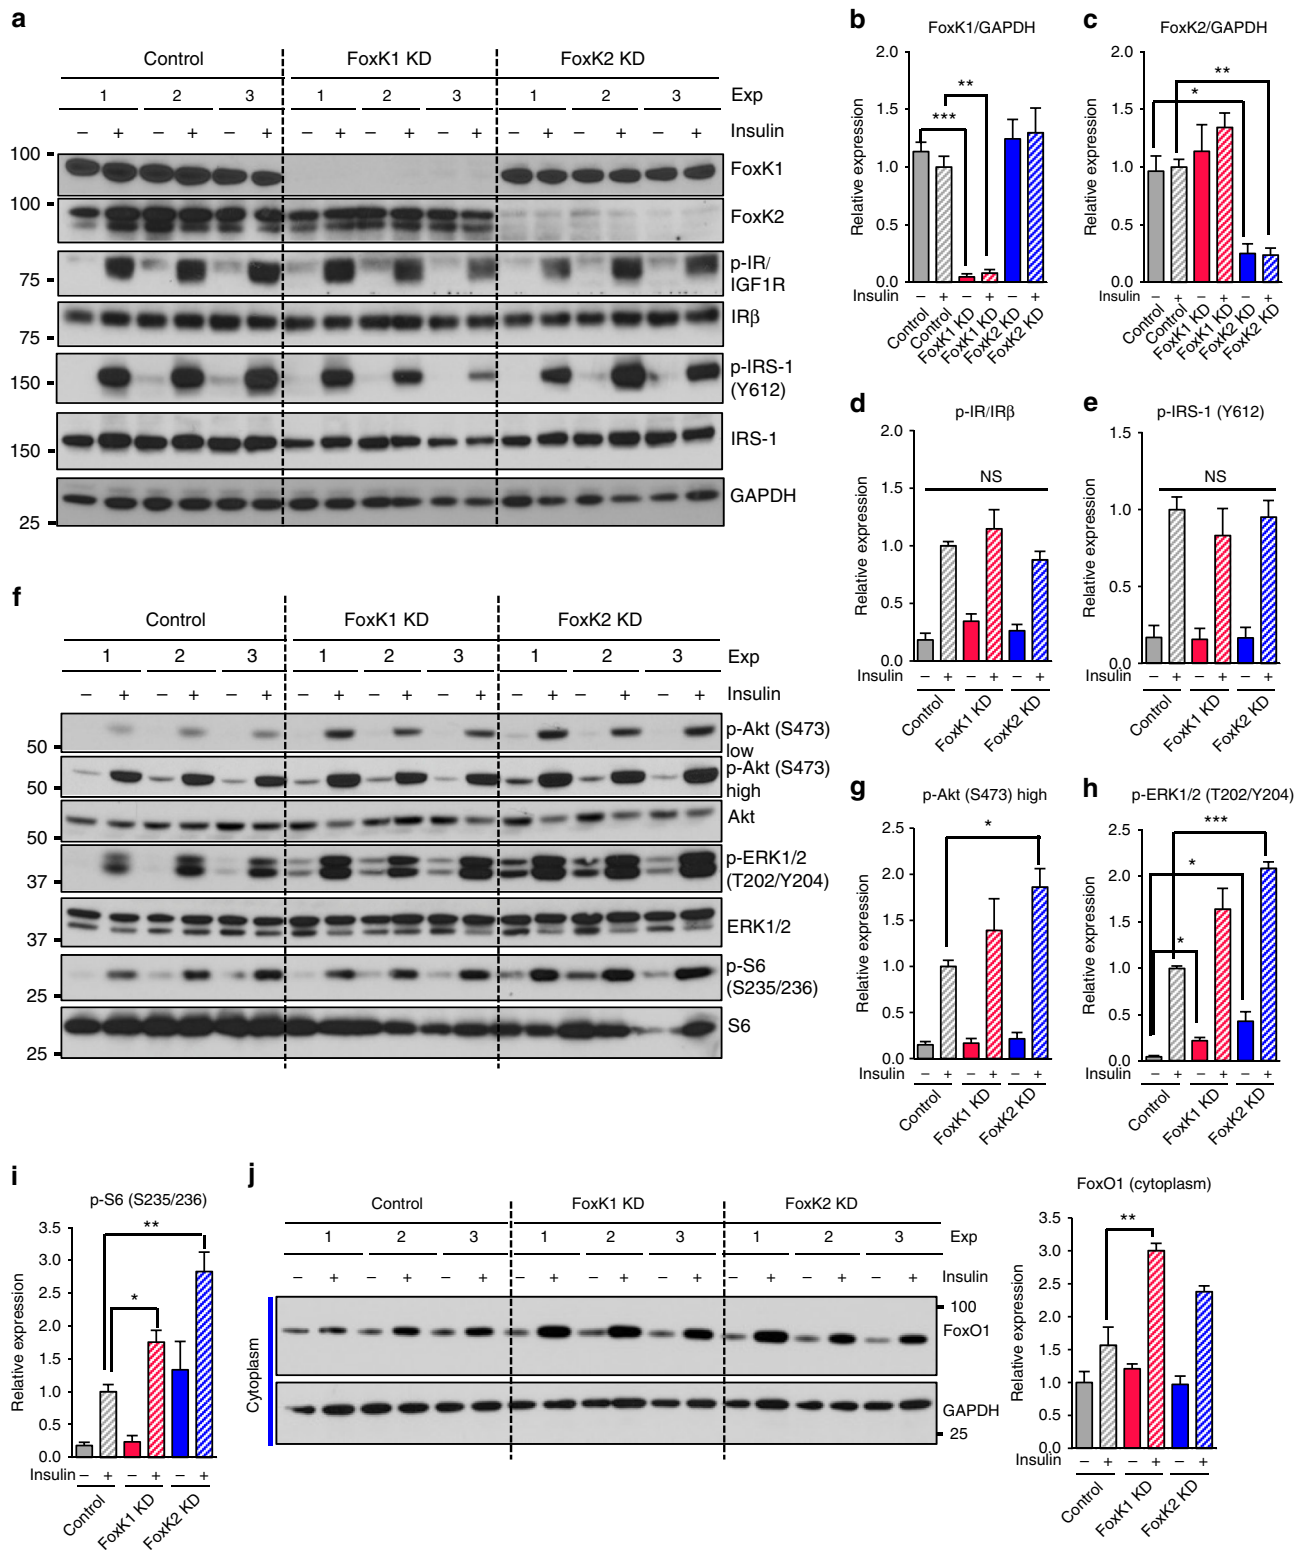 a
Control FoxK1 KD FoxK2 KD
1 2 3 1 2 3 1 2 3 Exp
– + – + – + – + – + – + – + – + – + Insulin
100
FoxK1
100
FoxK2
p-IR/
IGF1R
75
IRβ
75
p-IRS-1
(Y612)
150
IRS-1
150
GAPDH
25
b
FoxK1/GAPDH
Relative expression
2.0
1.5
1.0
0.5
0.0
**
***
Insulin – + – + – +
Control Control FoxK1 KD FoxK1 KD FoxK2 KD FoxK2 KD
c
FoxK2/GAPDH
Relative expression
2.0
1.5
1.0
0.5
0.0
**
*
Insulin – + – + – +
Control Control FoxK1 KD FoxK1 KD FoxK2 KD FoxK2 KD
d
p-IR/IRβ
Relative expression
2.0
1.5
1.0
0.5
0.0
NS
Insulin – + – + – +
Control FoxK1 KD FoxK2 KD
e
p-IRS-1 (Y612)
Relative expression
1.5
1.0
0.5
0.0
NS
Insulin – + – + – +
Control FoxK1 KD FoxK2 KD
f
Control FoxK1 KD FoxK2 KD
1 2 3 1 2 3 1 2 3 Exp
– + – + – + – + – + – + – + – + – + Insulin
p-Akt (S473)
low
50
p-Akt (S473)
high
50
Akt
50
p-ERK1/2
(T202/Y204)
37
ERK1/2
37
p-S6
(S235/236)
25
S6
25
g
p-Akt (S473) high
Relative expression
2.5
2.0
1.5
1.0
0.5
0.0
*
Insulin – + – + – +
Control FoxK1 KD FoxK2 KD
h
p-ERK1/2 (T202/Y204)
Relative expression
2.5
2.0
1.5
1.0
0.5
0.0
***
*
*
Insulin – + – + – +
Control FoxK1 KD FoxK2 KD
i
p-S6 (S235/236)
Relative expression
3.5
3.0
2.5
2.0
1.5
1.0
0.5
0.0
**
*
Insulin – + – + – +
Control FoxK1 KD FoxK2 KD
j
Control FoxK1 KD FoxK2 KD
1 2 3 1 2 3 1 2 3 Exp
– + – + – + – + – + – + – + – + – + Insulin
Cytoplasm
100
FoxO1
GAPDH
25
FoxO1 (cytoplasm)
Relative expression
3.5
3.0
2.5
2.0
1.5
1.0
0.5
0.0
**
Insulin – + – + – +
Control FoxK1 KD FoxK2 KD